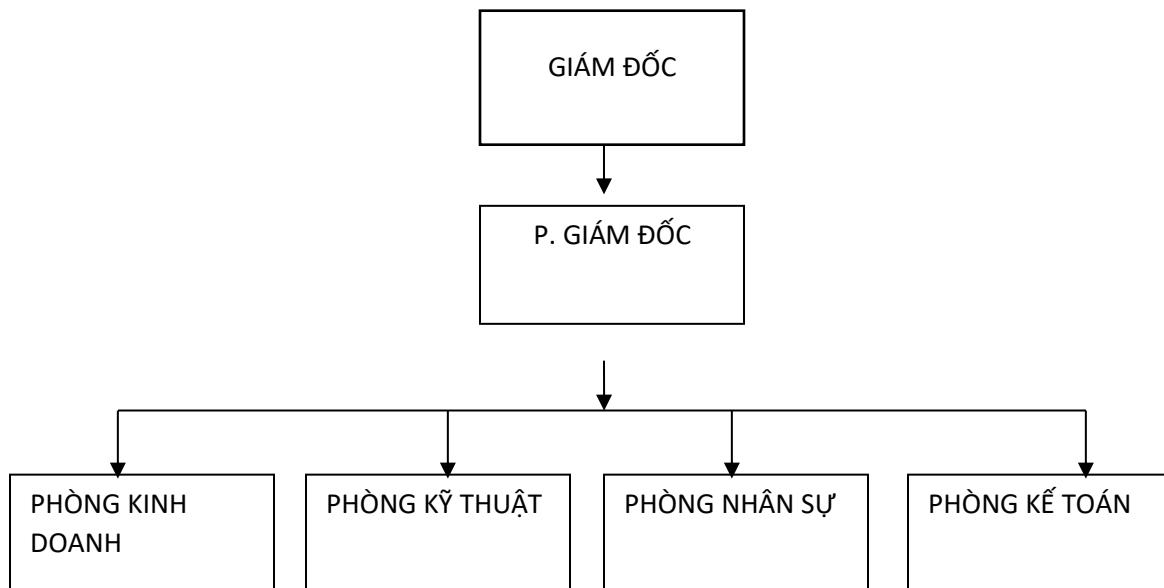 GIÁM ĐỐC
P. GIÁM ĐỐC
PHÒNG KINH
DOANH
PHÒNG KỸ THUẬT
PHÒNG NHÂN SỰ
PHÒNG KẾ TOÁN